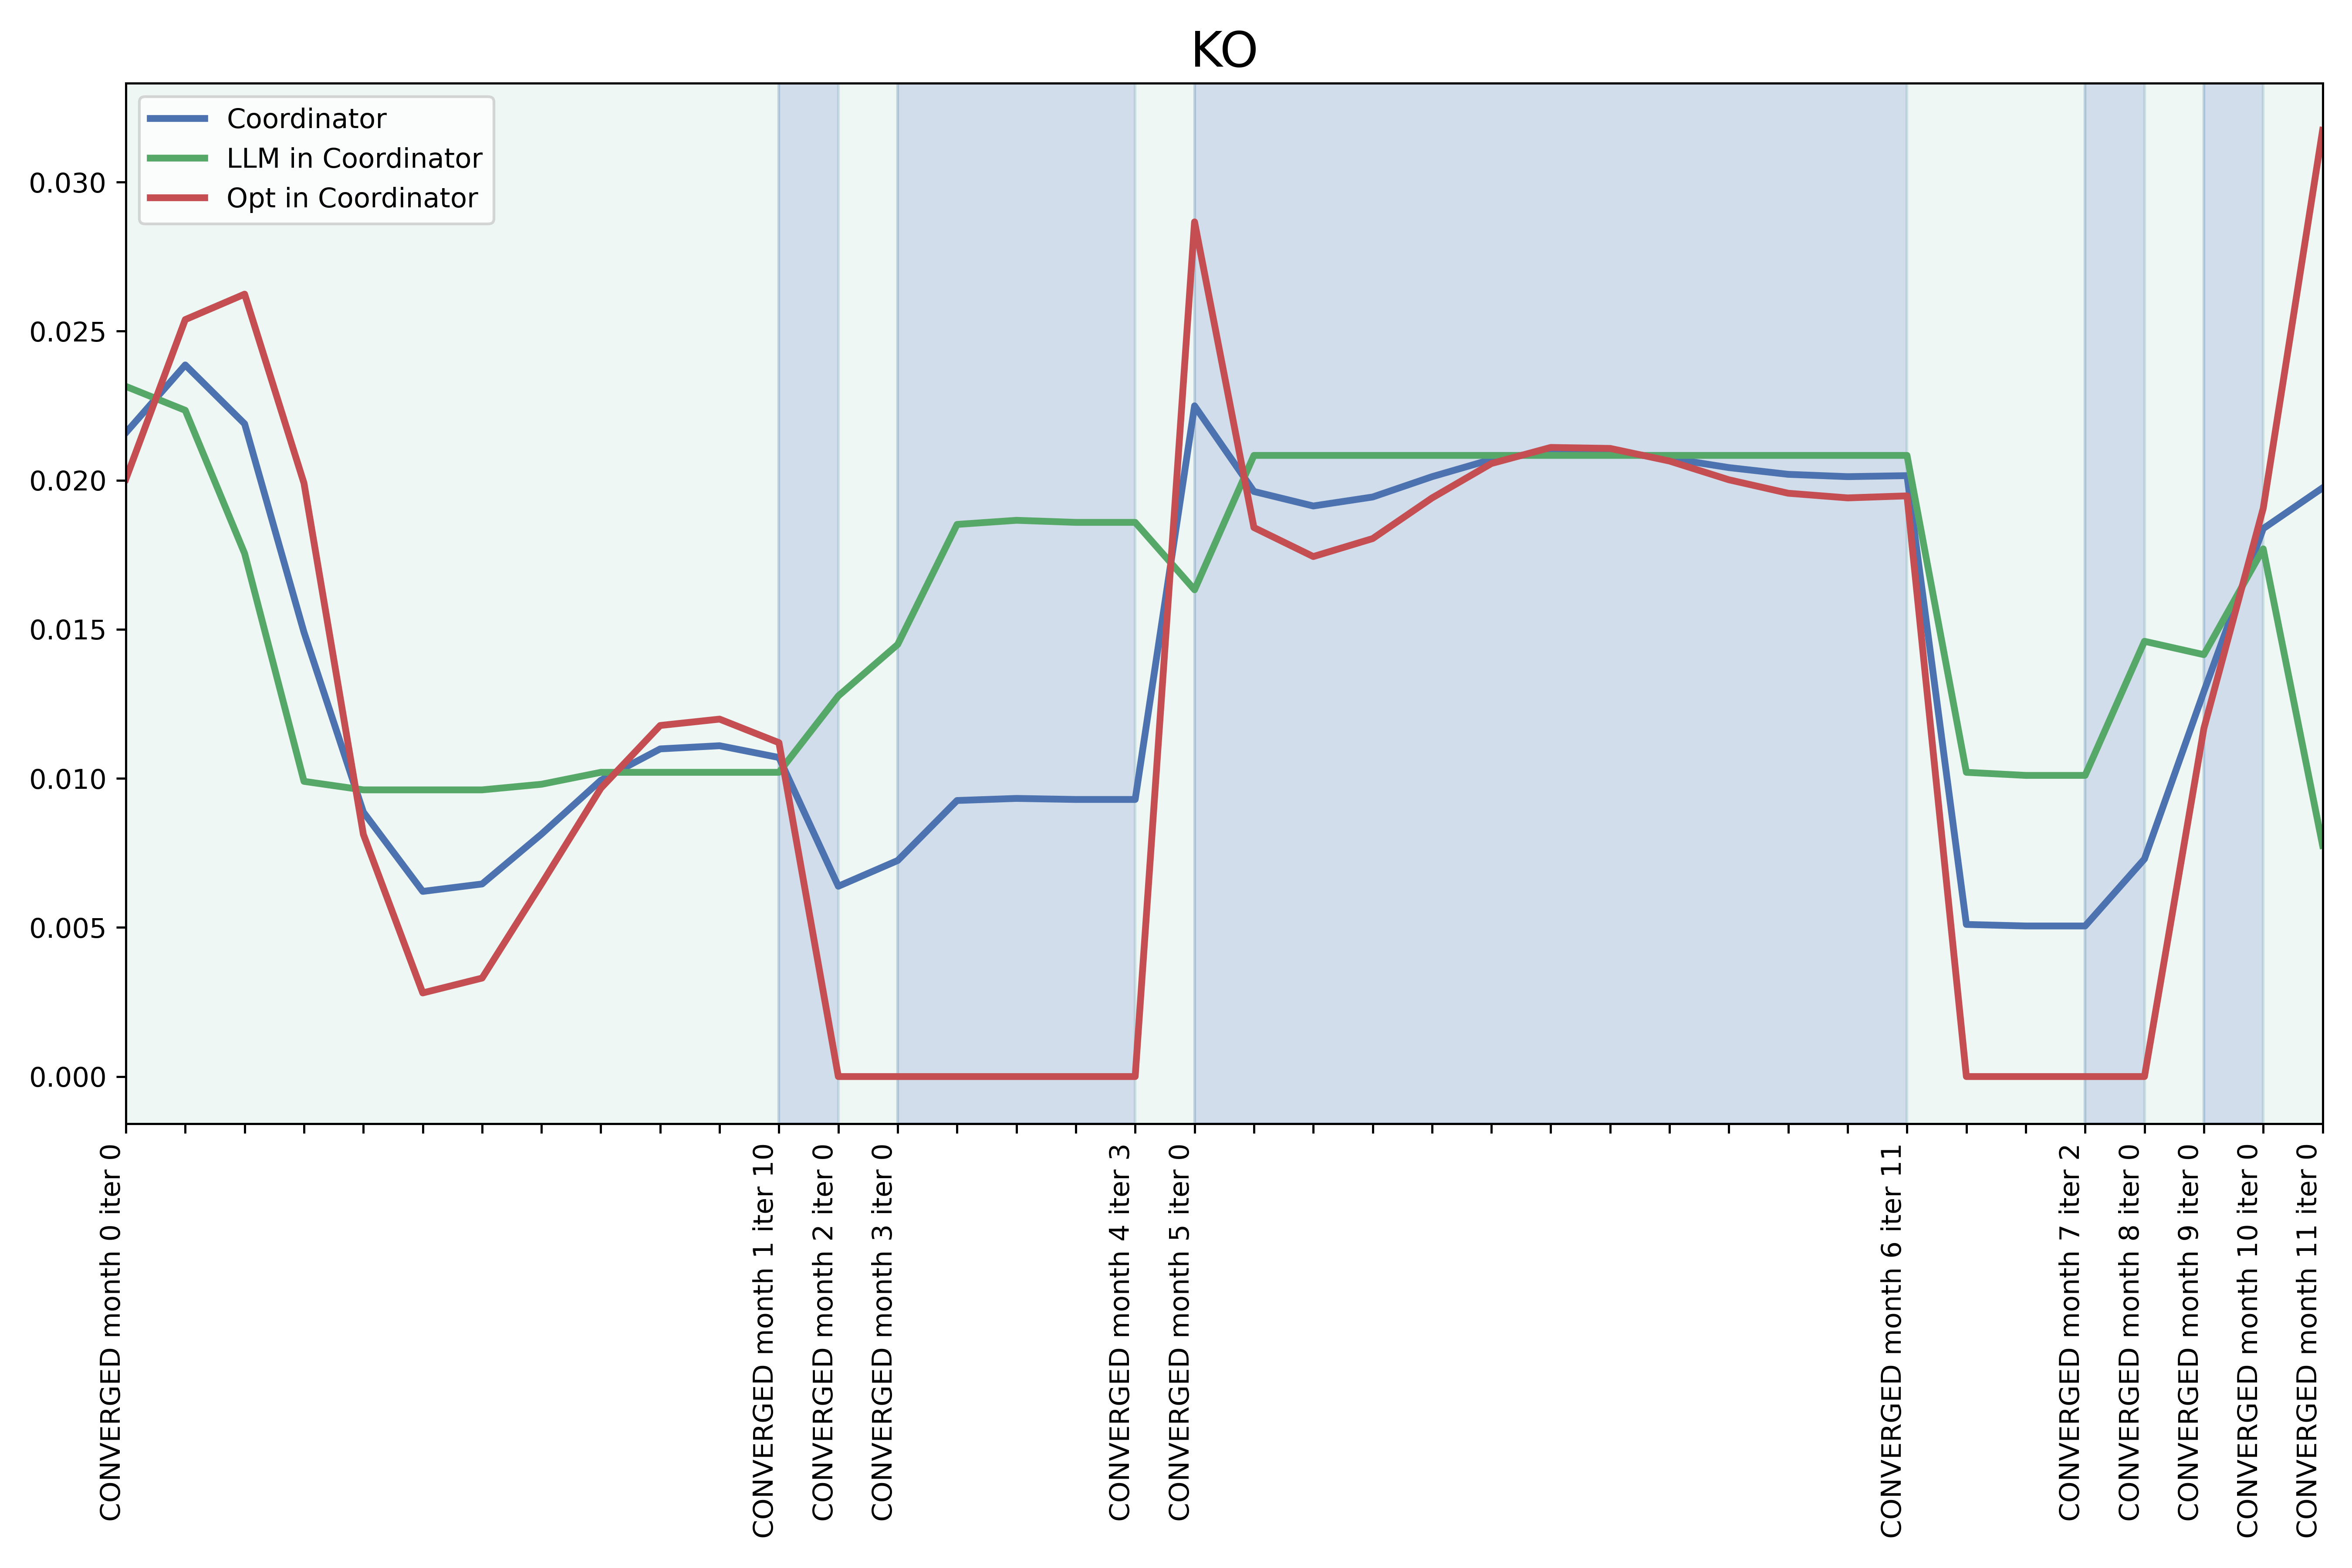 KO
Coordinator
LLM in Coordinator
Opt in Coordinator
0.030
0.025
0.020
0.015
0.010
0.005
0.000
CONVERGED month 0 iter 0
CONVERGED month 1 iter 10
CONVERGED month 2 iter 0
CONVERGED month 3 iter 0
CONVERGED month 4 iter 3
CONVERGED month 5 iter 0
CONVERGED month 6 iter 11
CONVERGED month 7 iter 2
CONVERGED month 8 iter 0
CONVERGED month 9 iter 0
CONVERGED month 10 iter 0
CONVERGED month 11 iter 0